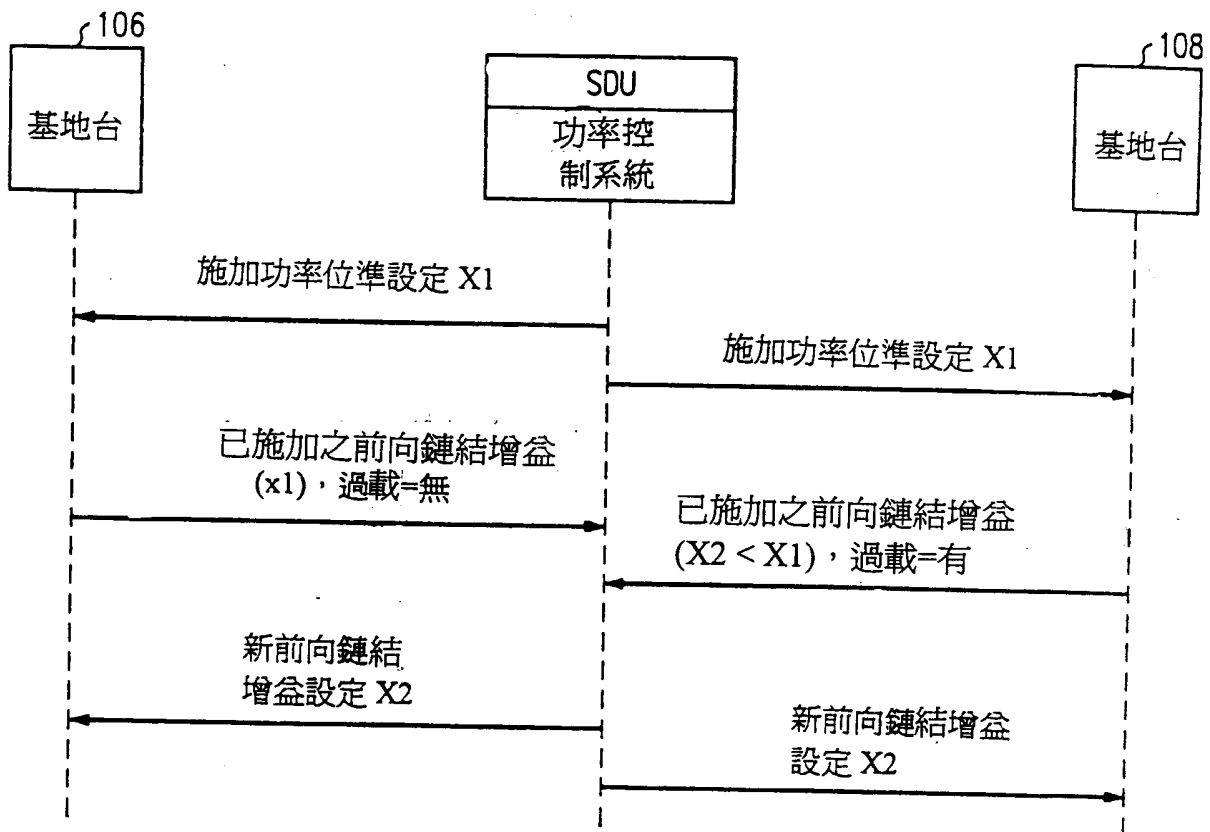 106
基地台
SDU
功率控
制系統
108
基地台
施加功率位準設定 X1
施加功率位準設定 X1
已施加之前向鏈結增益
(x1)，過載=無
已施加之前向鏈結增益
(X2 < X1)，過載=有
新前向鏈結
增益設定 X2
新前向鏈結增益
設定 X2